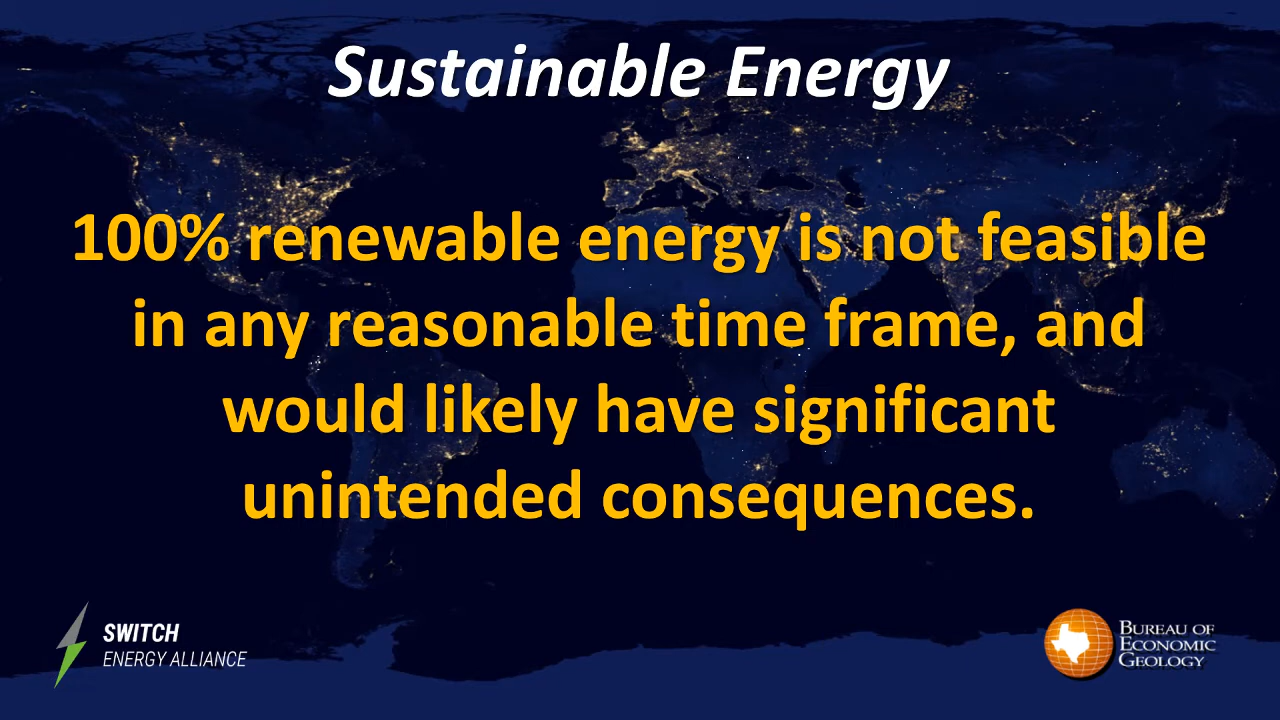 Sustainable Energy
100% renewable energy is not feasible
in any reasonable time frame, and
would likely have significant
unintended consequences.
SWITCH
ENERGY ALLIANCE
BUREAU OF
ECONOMIC
GEOLOGY